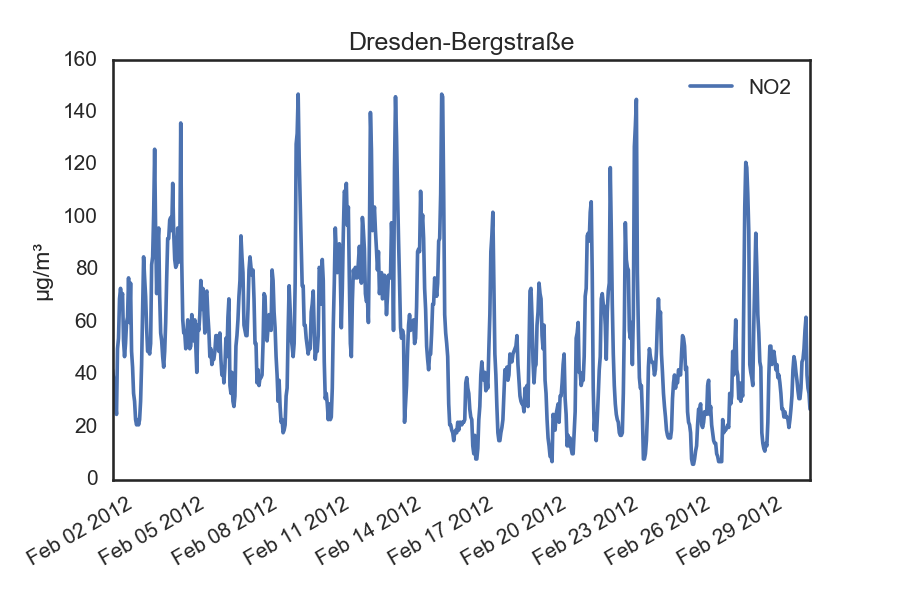 Dresden-Bergstraße
NO2
µg/m³
160
140
120
100
80
60
40
20
0
Feb 02 2012
Feb 05 2012
Feb 08 2012
Feb 11 2012
Feb 14 2012
Feb 17 2012
Feb 20 2012
Feb 23 2012
Feb 26 2012
Feb 29 2012